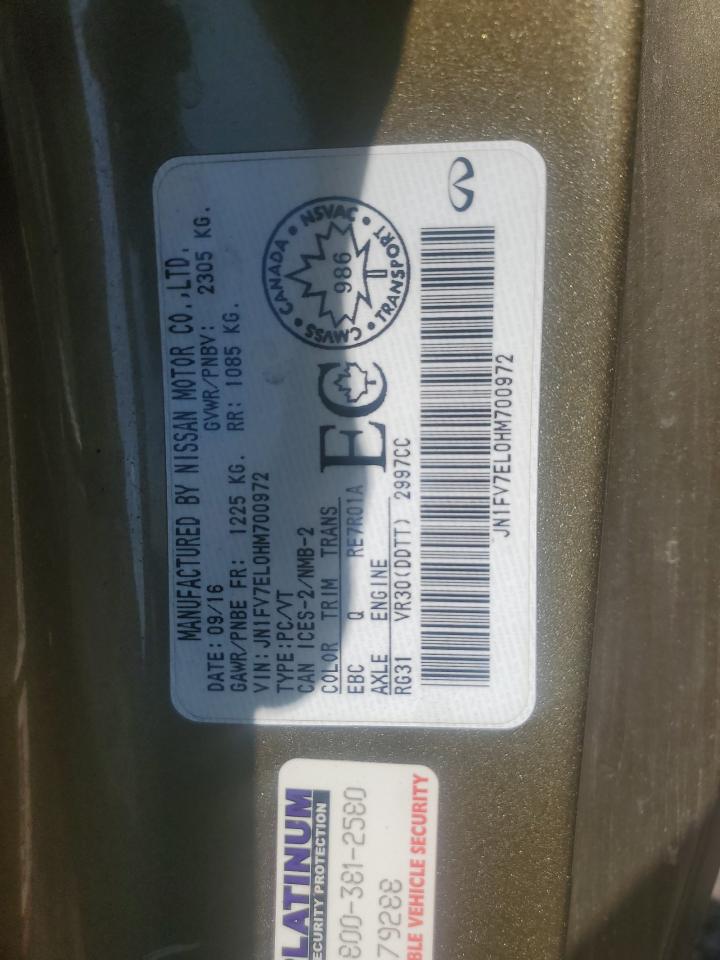 MANUFACTURED BY NISSAN MOTOR CO.,LTD.
DATE: 09/16 GVWR/PNBV: 2305 KG.
GAWR/PNBE FR: 1225 KG. RR: 1085 KG.
VIN: JN1FV7EL0HM700972
TYPE:PC/VT
CAN ICES-2/NMB-2
COLOR TRIM TRANS
EBC Q RE7R01A
AXLE ENGINE
RG31 VR30(DDTT) 2997CC
EC
CANADA • NSVAC • TRANSPORT • CMVSS •
986
T
JN1FV7EL0HM700972
PLATINUM
SECURITY PROTECTION
800-381-2580
79288
BLE VEHICLE SECURITY